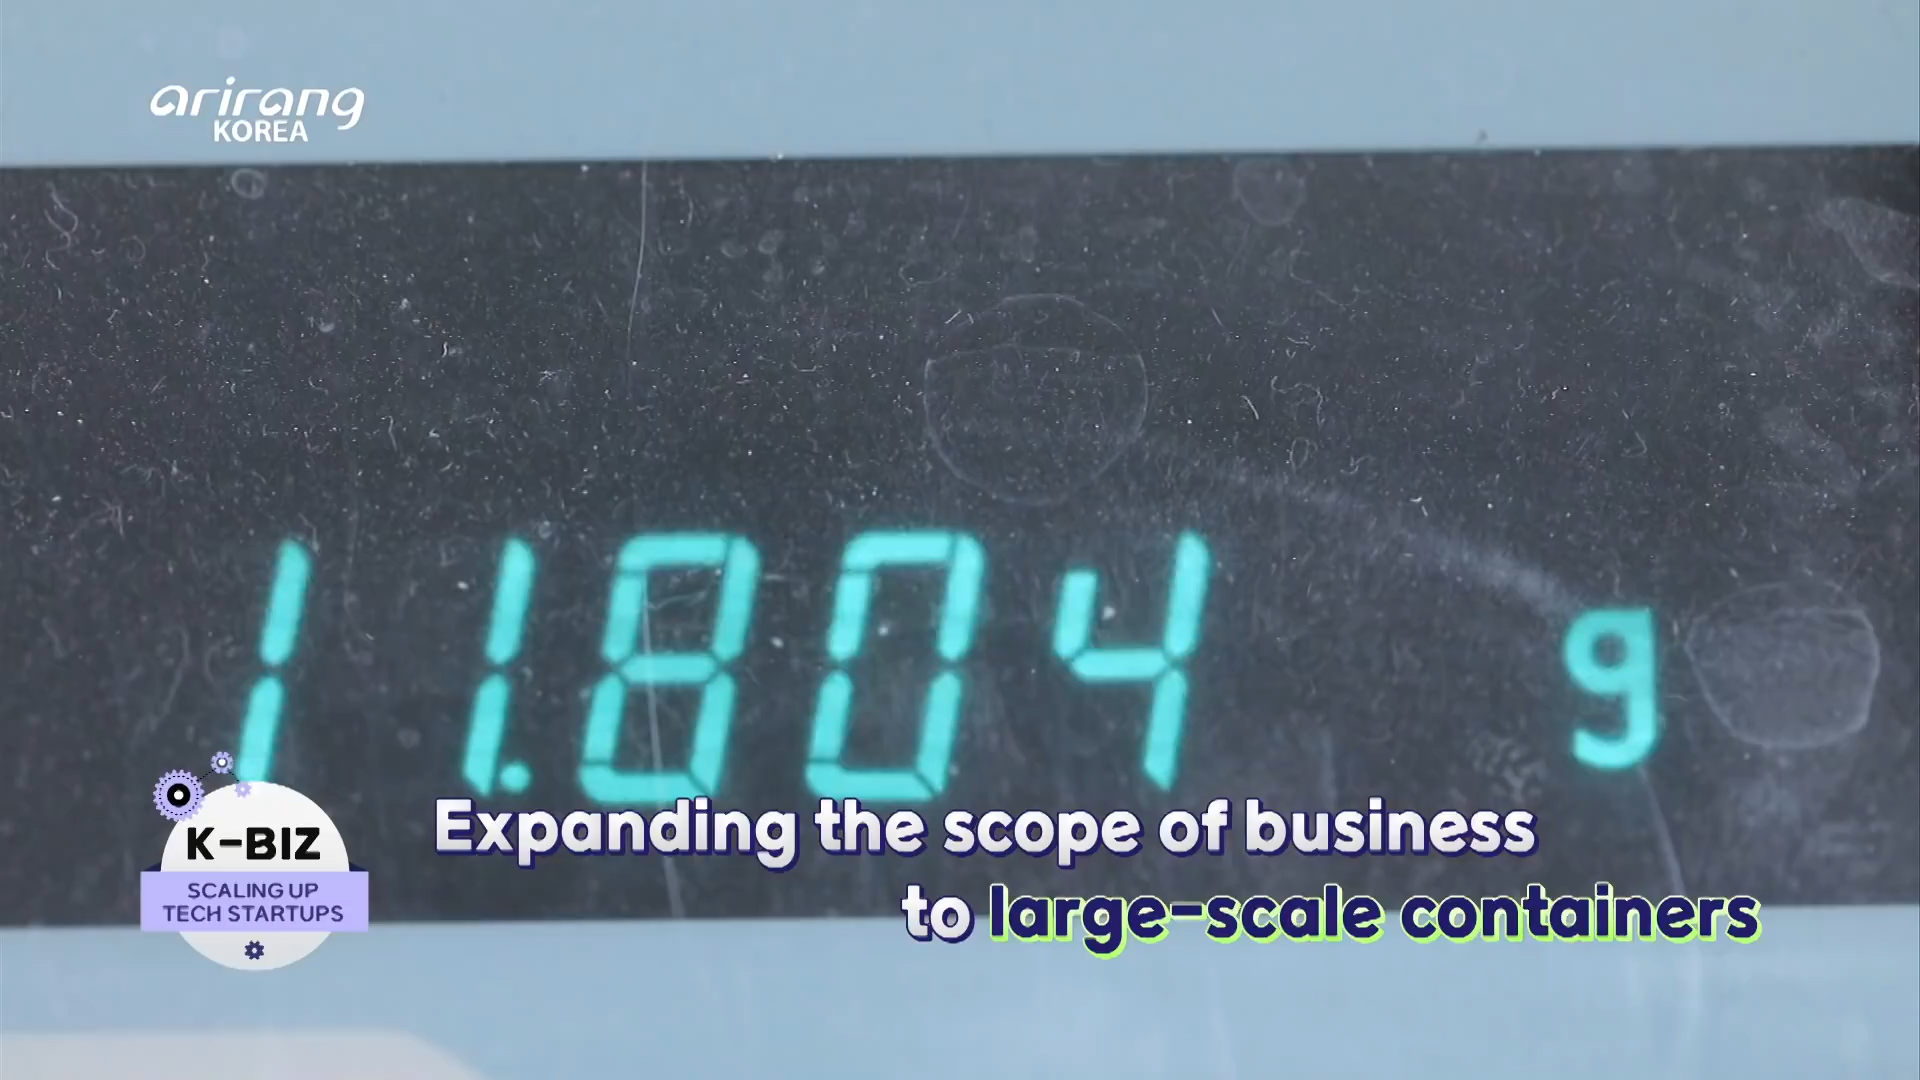 arirang
KOREA
11.804 g
K-BIZ
SCALING UP
TECH STARTUPS
Expanding the scope of business
to large-scale containers